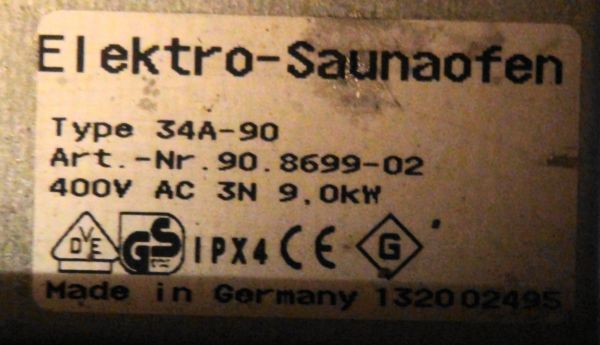 Elektro-Saunaofen
Type 34A-90
Art.-Nr.90.8699-02
400V AC 3N 9.0kW
VDE GS IPX4 CE G
Made in Germany 132002495